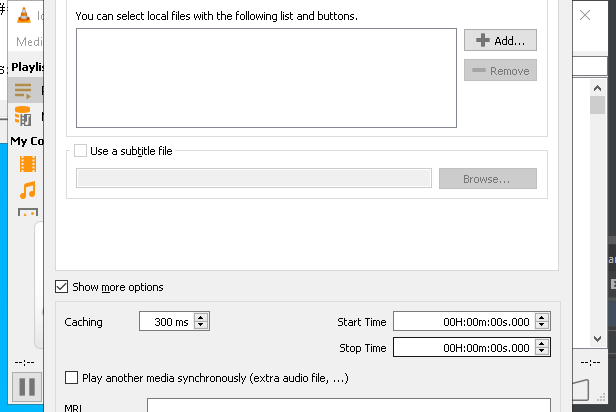 ##
Medi
You can select local files with the following list and buttons.
Add...
Remove
Playlis
My Co
Use a subtitle file
Browse...
Show more options
Caching 300 ms Start Time 00H:00m:00s.000
Stop Time 00H:00m:00s.000
--:-- --:--
Play another media synchronously (extra audio file, ...)
MRL